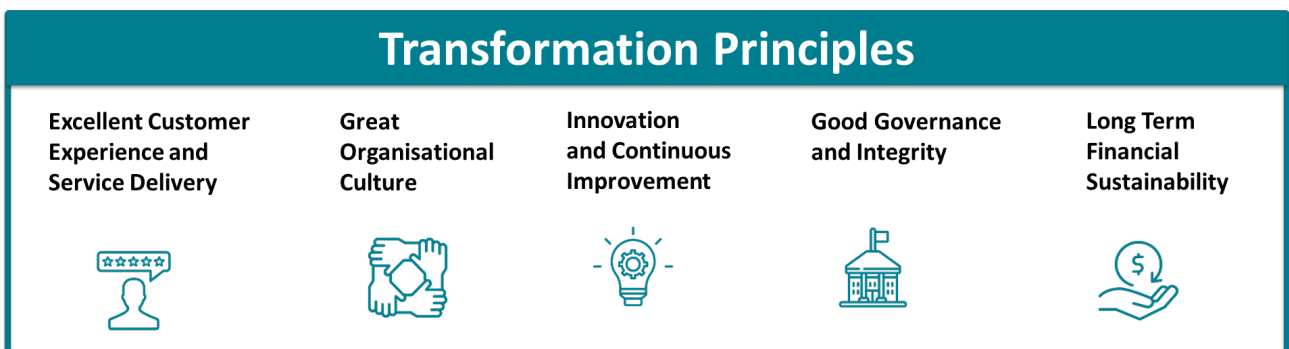 Transformation Principles
Excellent Customer
Experience and
Service Delivery
Great
Organisational
Culture
Innovation
and Continuous
Improvement
Good Governance
and Integrity
Long Term
Financial
Sustainability
$